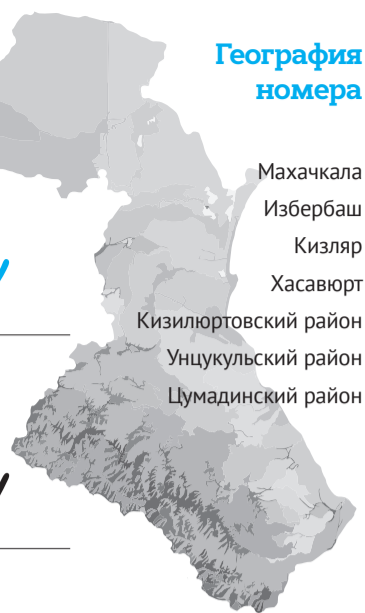 География
номера
Махачкала
Избербаш
Кизляр
Хасавюрт
Кизилюртовский район
Унцукульский район
Цумадинский район